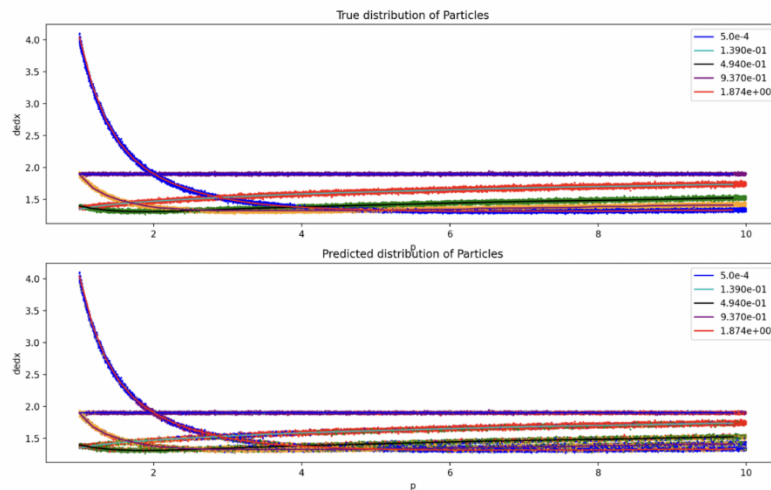 True distribution of Particles
4.0
3.5
3.0
2.5
2.0
1.5
dedx
5.0e-4
1.390e-01
4.940e-01
9.370e-01
1.874e+00
2
4
6
8
10
p
Predicted distribution of Particles
4.0
3.5
3.0
2.5
2.0
1.5
dedx
5.0e-4
1.390e-01
4.940e-01
9.370e-01
1.874e+00
2
4
6
8
10
p